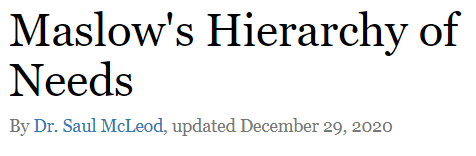 Maslow's Hierarchy of
Needs
By Dr. Saul McLeod, updated December 29, 2020